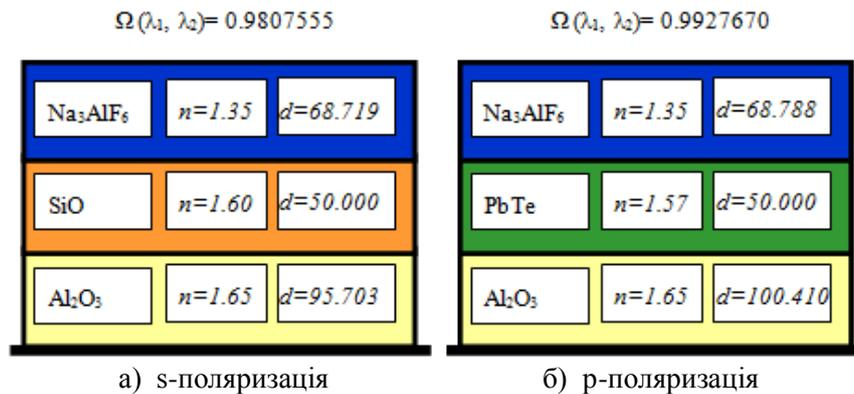 Ω(λ₁, λ₂)= 0.9807555
Na₃AlF₆ n=1.35 d=68.719
SiO n=1.60 d=50.000
Al₂O₃ n=1.65 d=95.703
а) s-поляризація
Ω(λ₁, λ₂)= 0.9927670
Na₃AlF₆ n=1.35 d=68.788
PbTe n=1.57 d=50.000
Al₂O₃ n=1.65 d=100.410
б) р-поляризація